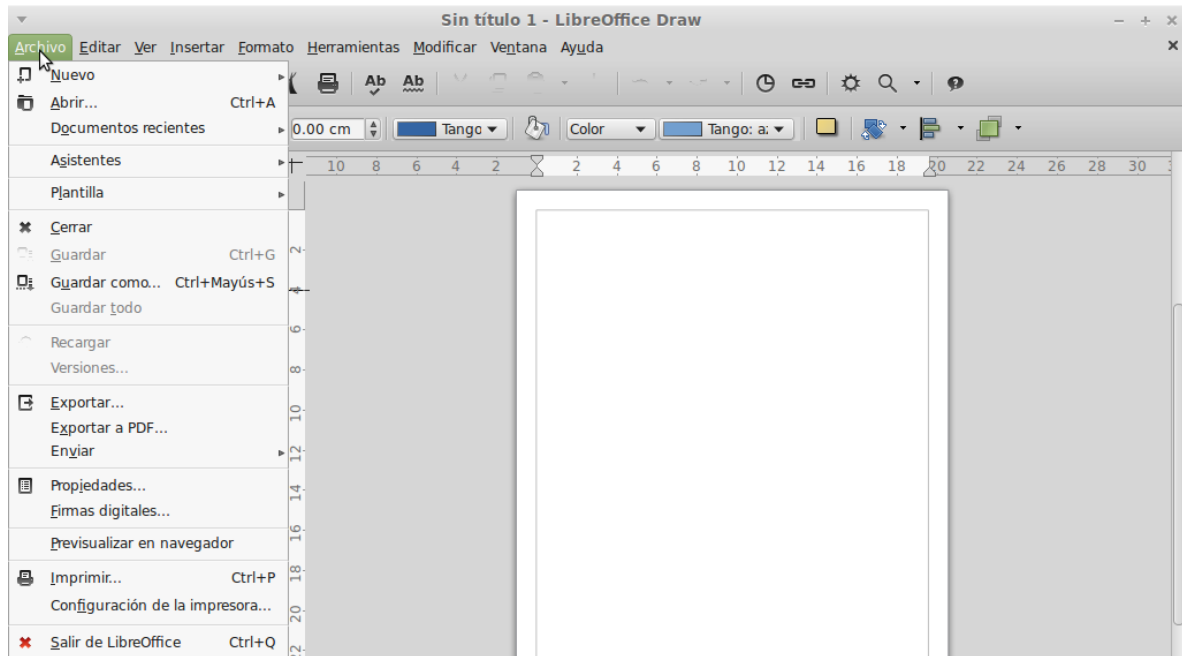 Sin título 1 - LibreOffice Draw
Archivo Editar Ver Insertar Formato Herramientas Modificar Ventana Ayuda
Nuevo
Abrir... Ctrl+A
Documentos recientes
Asistentes
Plantilla
Cerrar
Guardar Ctrl+G
Guardar como... Ctrl+Mayús+S
Guardar todo
Recargar
Versiones...
Exportar...
Exportar a PDF...
Enviar
Propiedades...
Firmas digitales...
Previsualizar en navegador
Imprimir... Ctrl+P
Configuración de la impresora...
Salir de LibreOffice Ctrl+Q
Ab Ab
0.00 cm Tango Color Tango: a
10 8 6 4 2 2 4 6 8 10 12 14 16 18 20 22 24 26 28 30
2
4
6
8
10
12
14
16
18
20
22